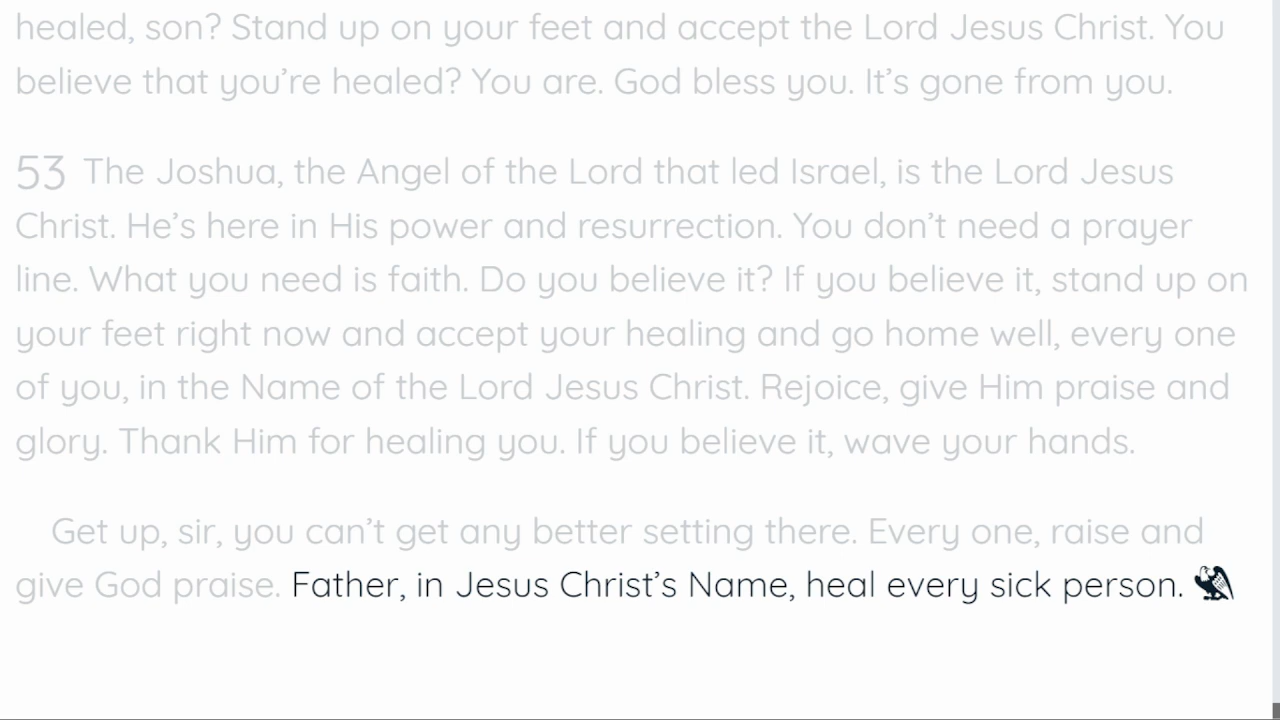 healed, son? Stand up on your feet and accept the Lord Jesus Christ. You
believe that you’re healed? You are. God bless you. It’s gone from you.
53 The Joshua, the Angel of the Lord that led Israel, is the Lord Jesus
Christ. He’s here in His power and resurrection. You don’t need a prayer
line. What you need is faith. Do you believe it? If you believe it, stand up on
your feet right now and accept your healing and go home well, every one
of you, in the Name of the Lord Jesus Christ. Rejoice, give Him praise and
glory. Thank Him for healing you. If you believe it, wave your hands.
Get up, sir, you can’t get any better setting there. Every one, raise and
give God praise. Father, in Jesus Christ’s Name, heal every sick person.